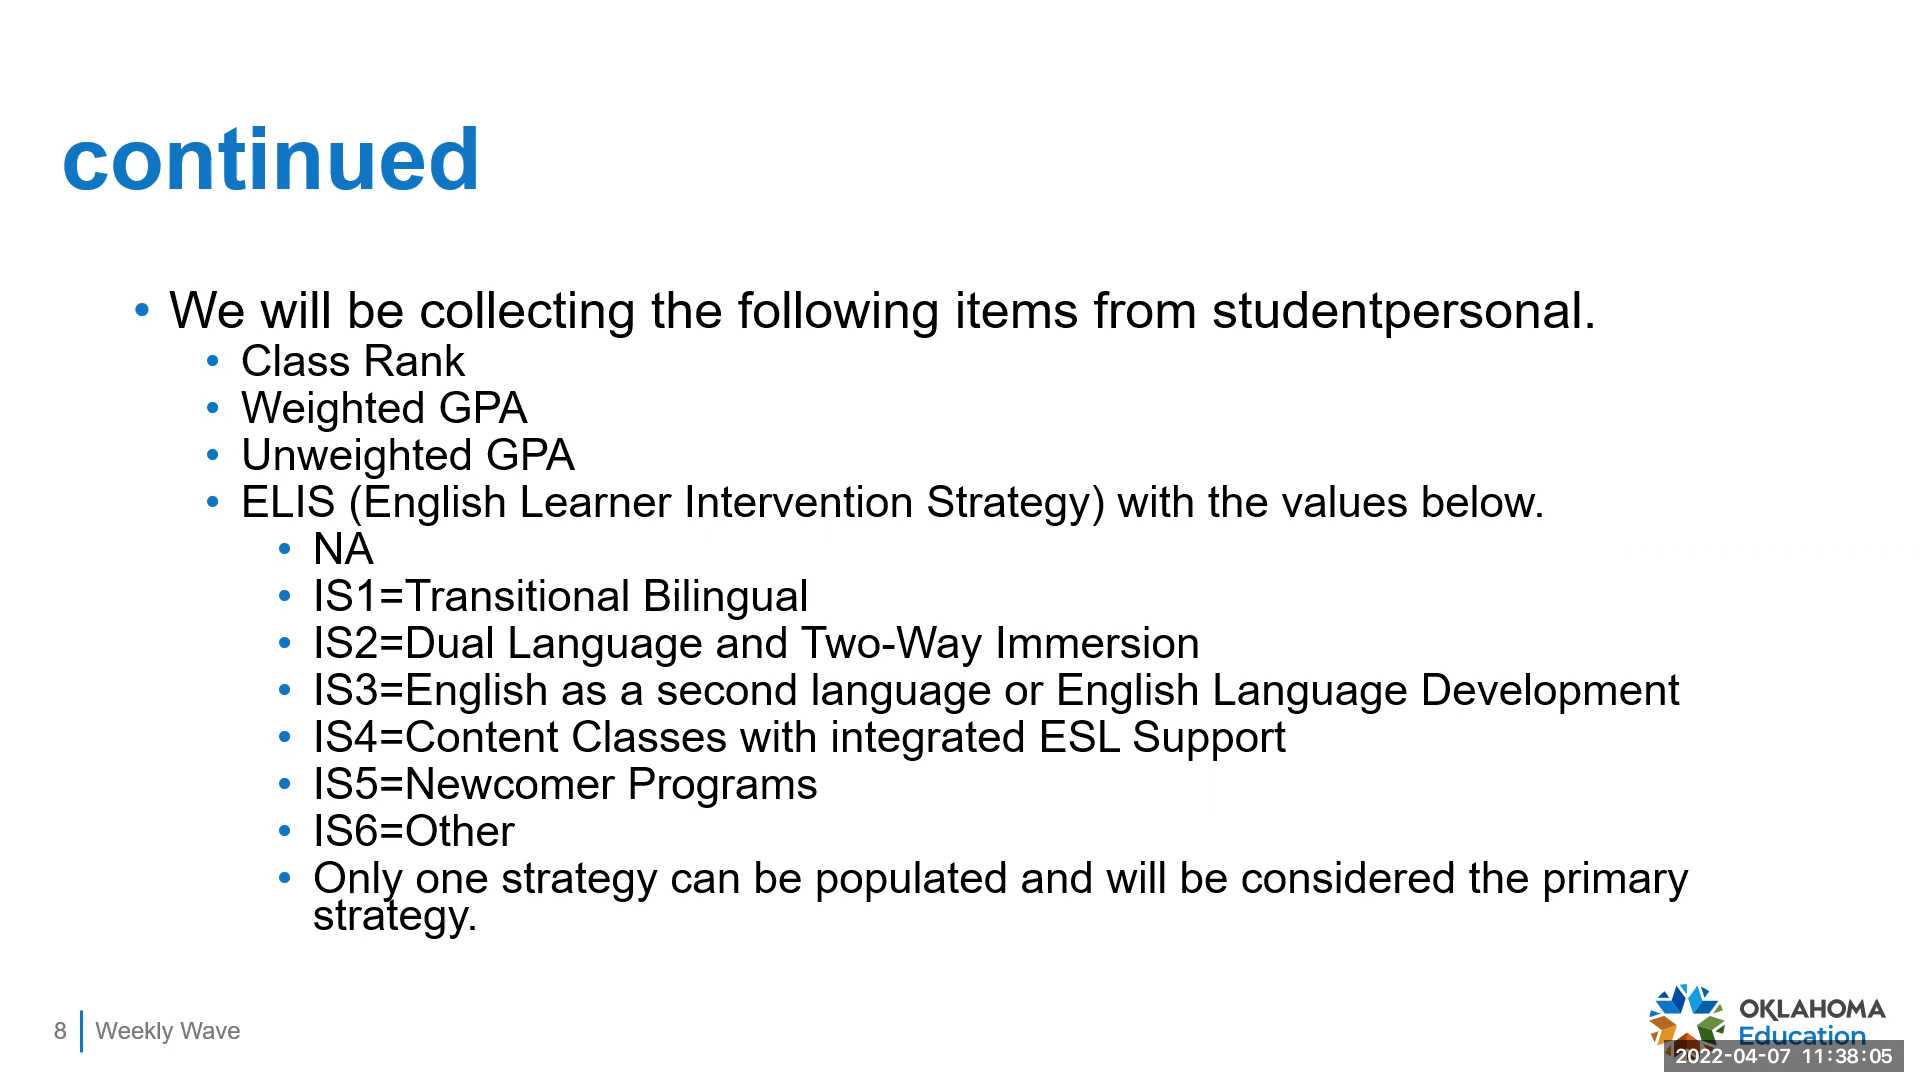 continued
• We will be collecting the following items from studentpersonal.
• Class Rank
• Weighted GPA
• Unweighted GPA
• ELIS (English Learner Intervention Strategy) with the values below.
• NA
• IS1=Transitional Bilingual
• IS2=Dual Language and Two-Way Immersion
• IS3=English as a second language or English Language Development
• IS4=Content Classes with integrated ESL Support
• IS5=Newcomer Programs
• IS6=Other
• Only one strategy can be populated and will be considered the primary
strategy.
8 Weekly Wave
OKLAHOMA
Education
2022-04-07 11:38:05